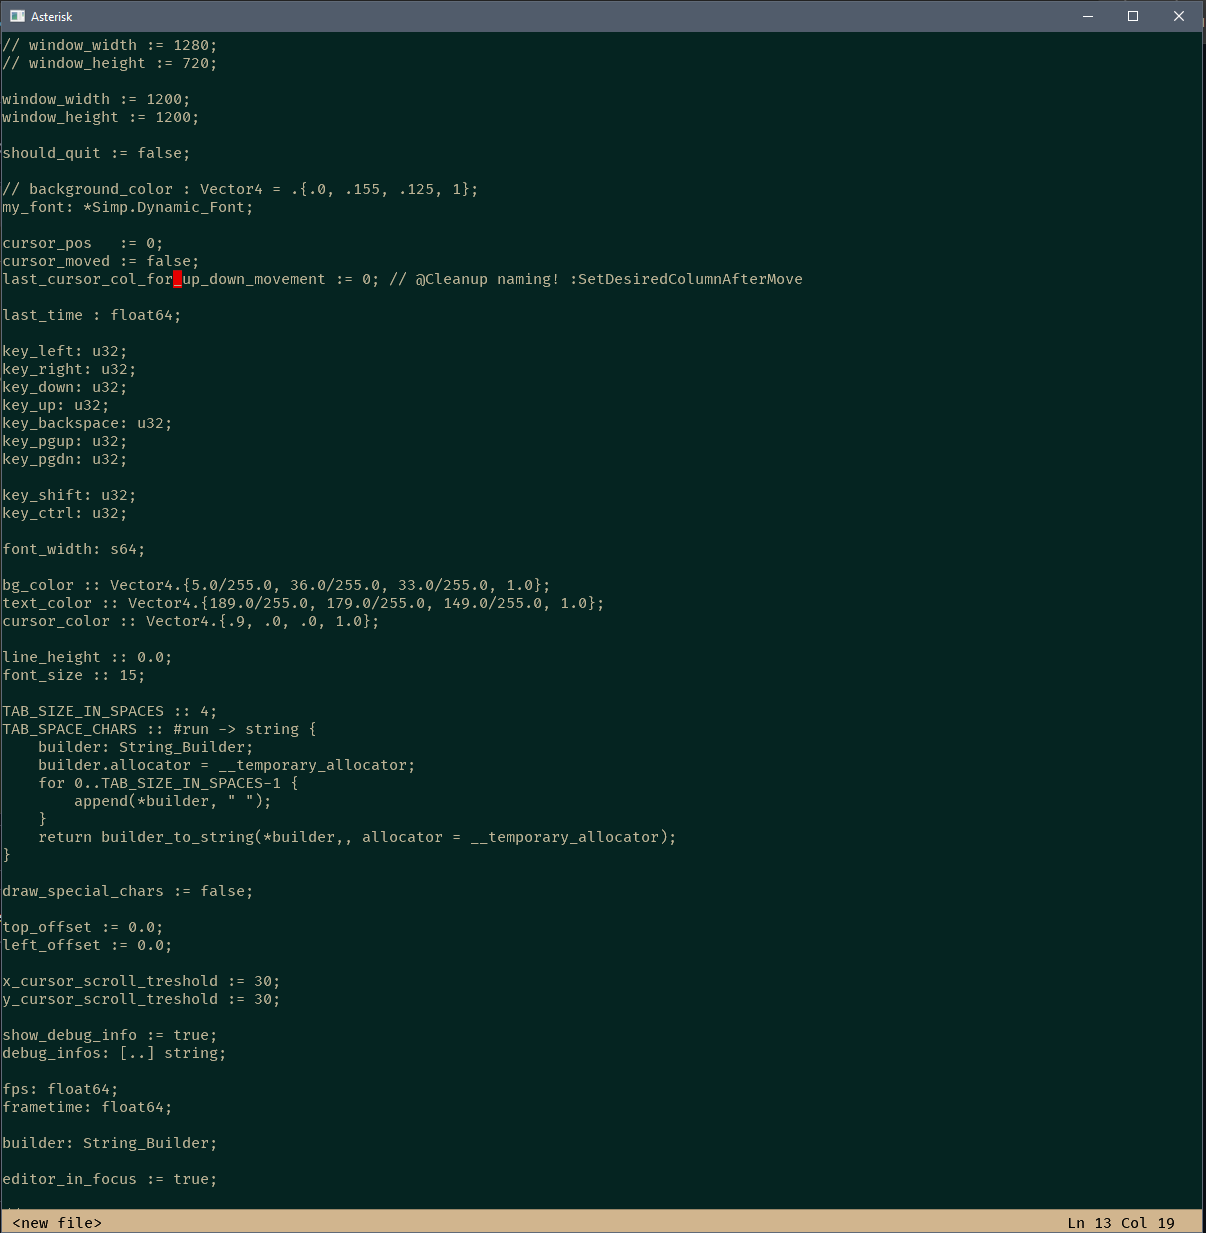 Asterisk
// window_width := 1280;
// window_height := 720;
window_width := 1200;
window_height := 1200;
should_quit := false;
// background_color : Vector4 = .{.0, .155, .125, 1};
my_font: *Simp.Dynamic_Font;
cursor_pos   := 0;
cursor_moved := false;
last_cursor_col_for_up_down_movement := 0; // @Cleanup naming! :SetDesiredColumnAfterMove
last_time : float64;
key_left: u32;
key_right: u32;
key_down: u32;
key_up: u32;
key_backspace: u32;
key_pgup: u32;
key_pgdn: u32;
key_shift: u32;
key_ctrl: u32;
font_width: s64;
bg_color :: Vector4.{5.0/255.0, 36.0/255.0, 33.0/255.0, 1.0};
text_color :: Vector4.{189.0/255.0, 179.0/255.0, 149.0/255.0, 1.0};
cursor_color :: Vector4.{.9, .0, .0, 1.0};
line_height :: 0.0;
font_size :: 15;
TAB_SIZE_IN_SPACES :: 4;
TAB_SPACE_CHARS :: #run -> string {
    builder: String_Builder;
    builder.allocator = __temporary_allocator;
    for 0..TAB_SIZE_IN_SPACES-1 {
        append(*builder, " ");
    }
    return builder_to_string(*builder,, allocator = __temporary_allocator);
}
draw_special_chars := false;
top_offset := 0.0;
left_offset := 0.0;
x_cursor_scroll_treshold := 30;
y_cursor_scroll_treshold := 30;
show_debug_info := true;
debug_infos: [..] string;
fps: float64;
frametime: float64;
builder: String_Builder;
editor_in_focus := true;
<new file>
Ln 13 Col 19